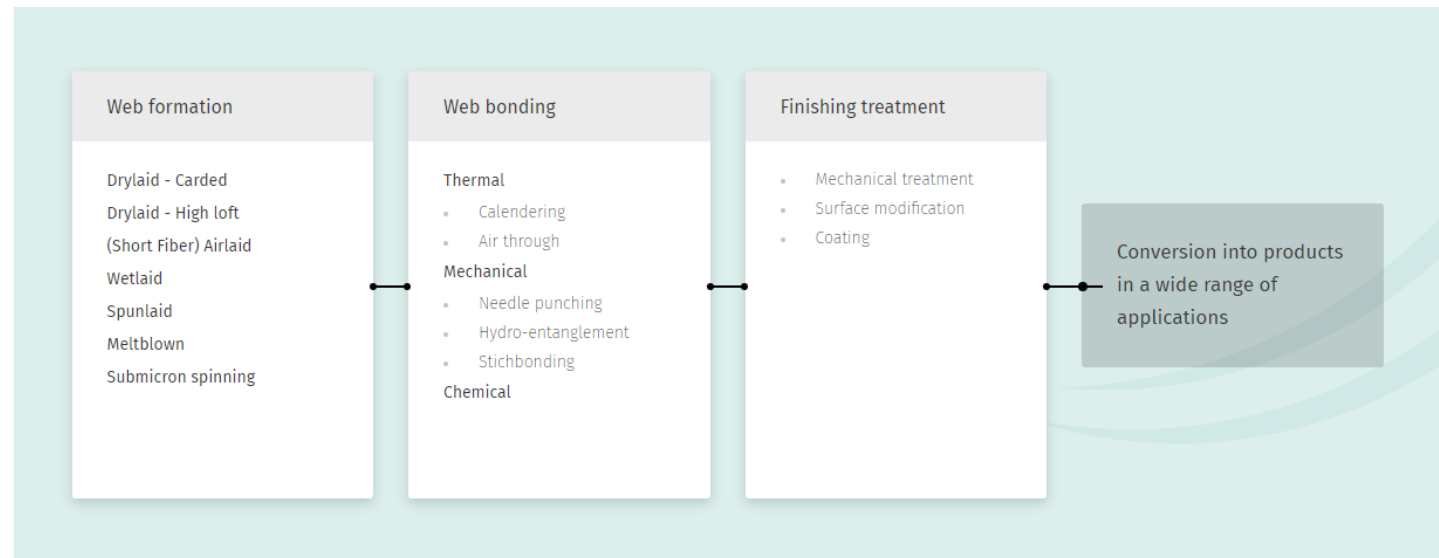 Web formation
Drylaid - Carded
Drylaid - High loft
(Short Fiber) Airlaid
Wetlaid
Spunlaid
Meltblown
Submicron spinning
Web bonding
Thermal
Calendering
Air through
Mechanical
Needle punching
Hydro-entanglement
Stichbonding
Chemical
Finishing treatment
Mechanical treatment
Surface modification
Coating
Conversion into products
in a wide range of
applications